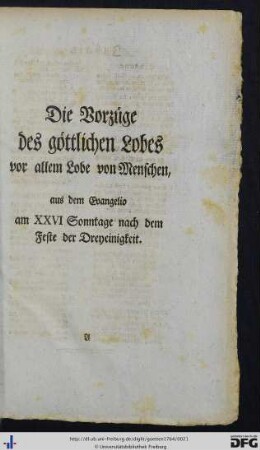 Die Vorzüge
des göttlichen Lobes
vor allem Lobe von Menschen,
aus dem Evangelio
am XXVI Sonntage nach dem
Feste der Dreyeinigkeit.
http://dl.ub.uni-freiburg.de/diglit/goetten1764/0021
© Universitätsbibliothek Freiburg
DFG